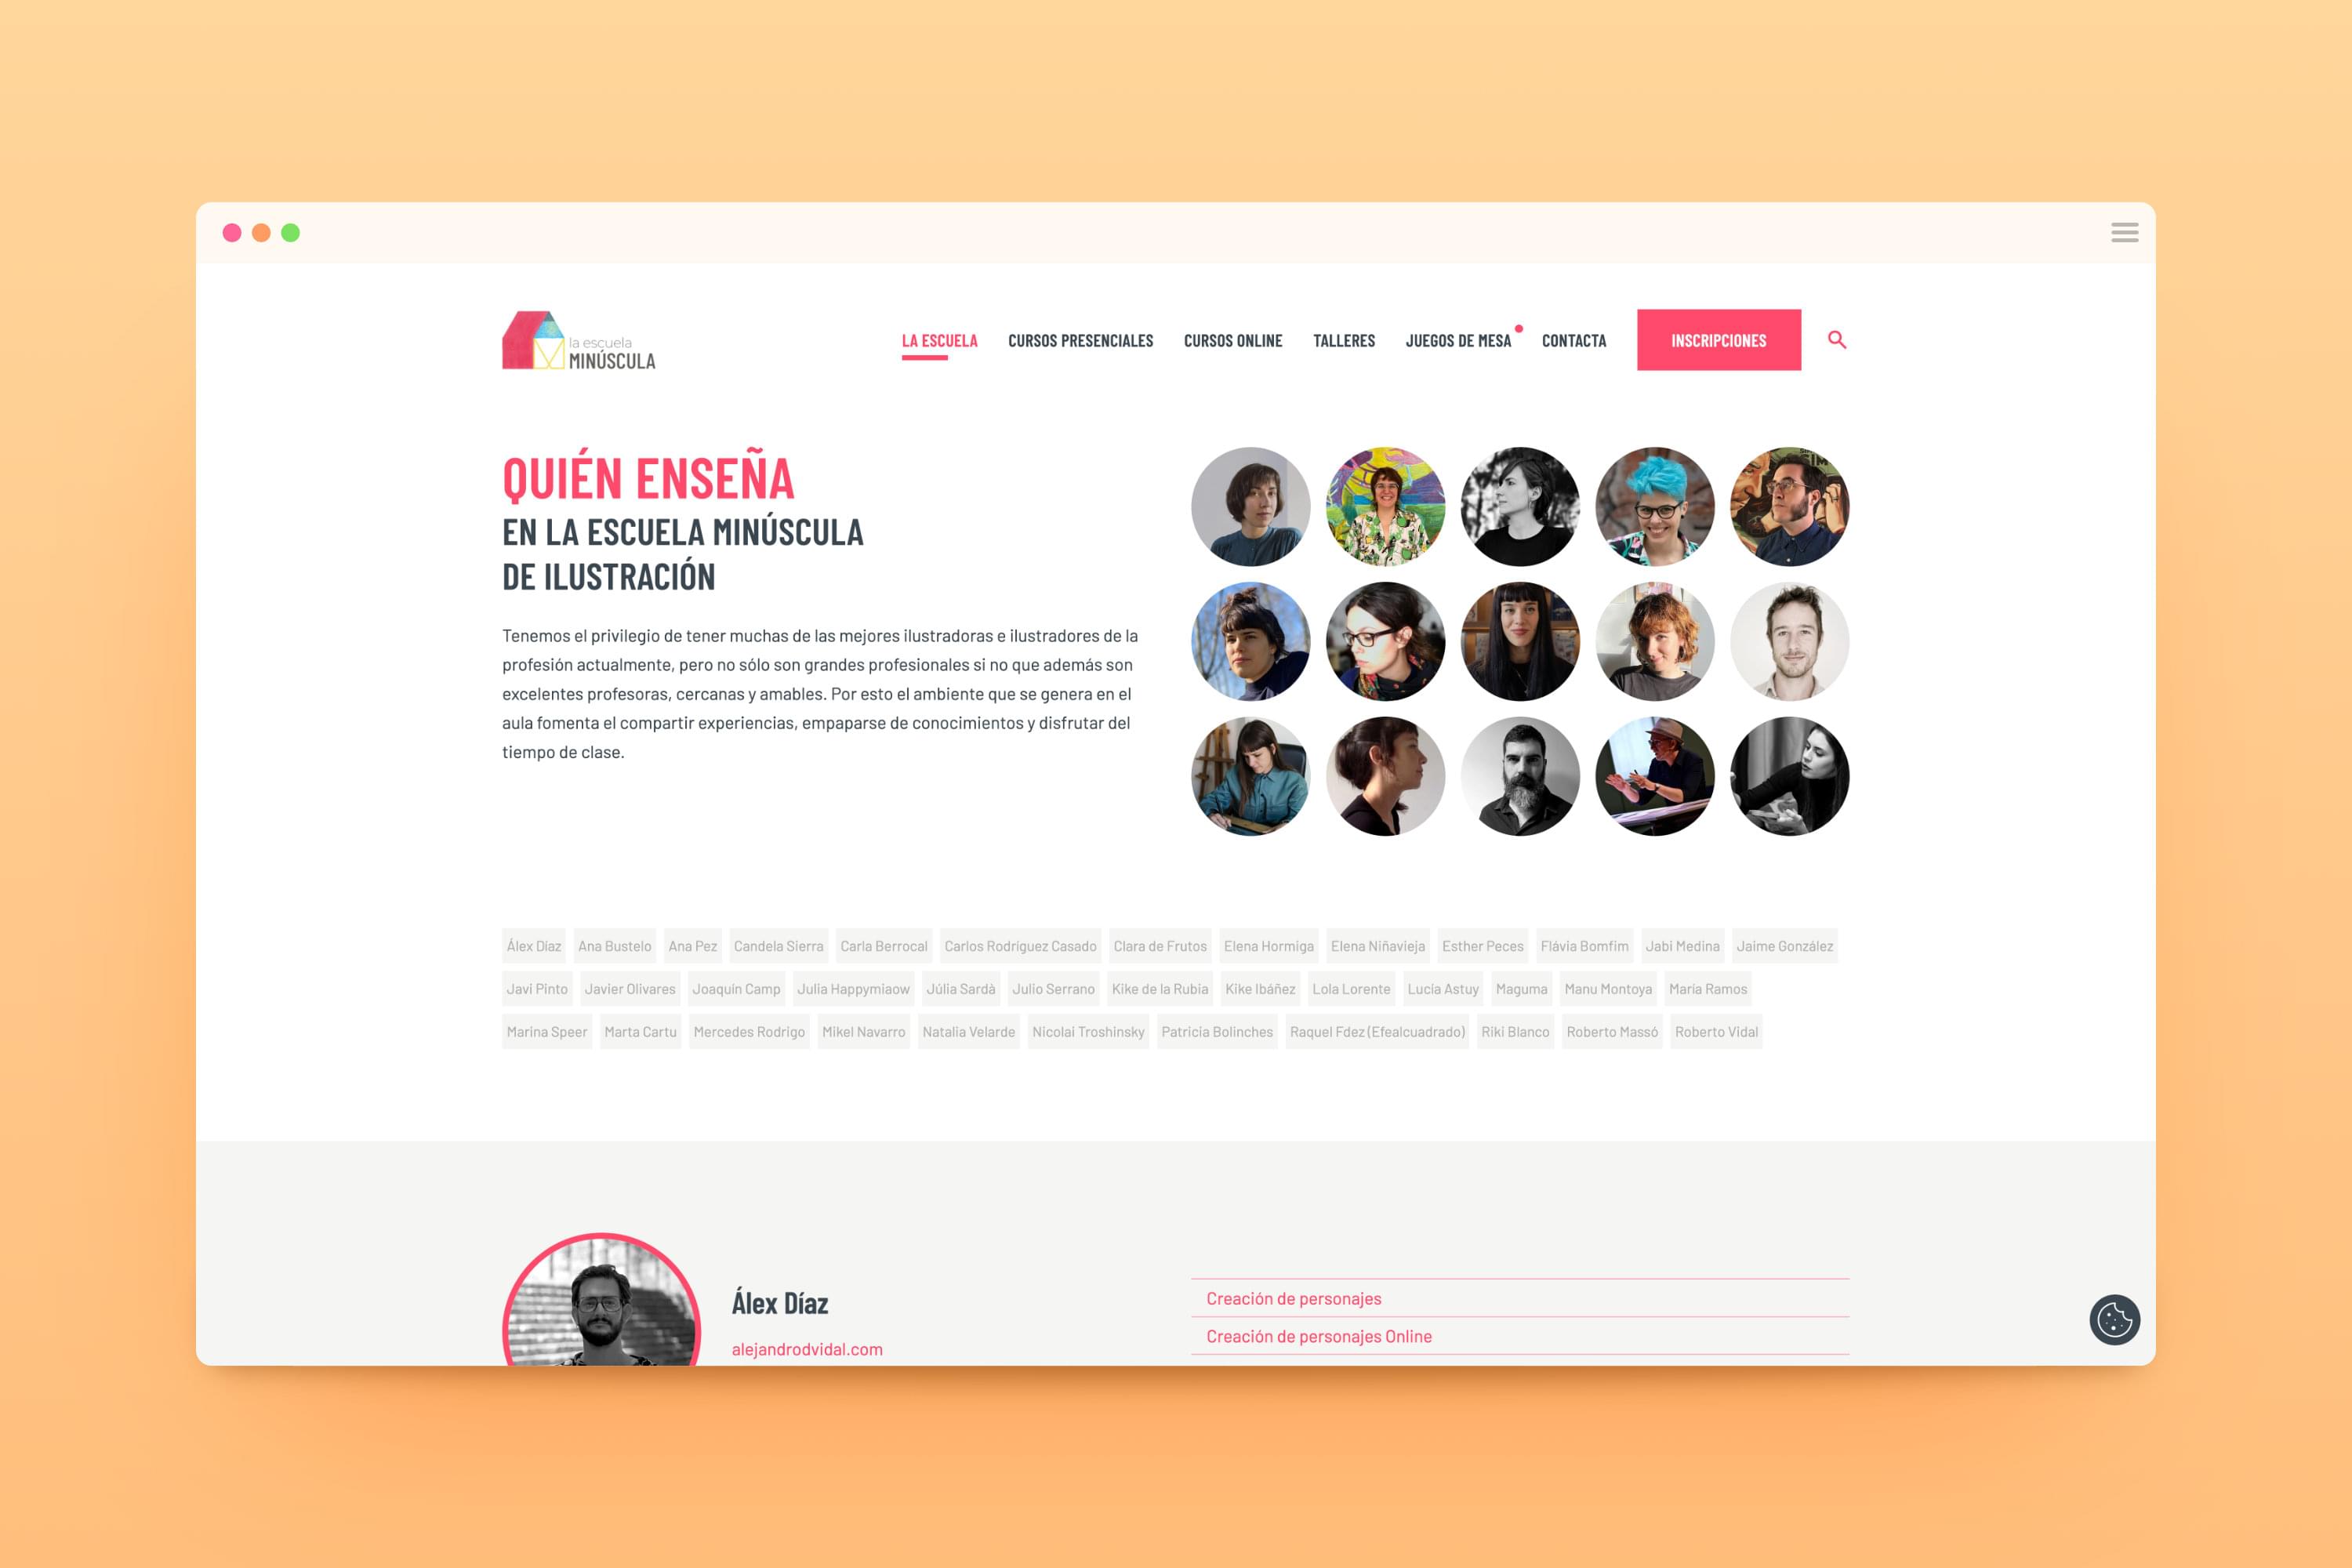 la escuela
MINÚSCULA
LA ESCUELA
CURSOS PRESENCIALES
CURSOS ONLINE
TALLERES
JUEGOS DE MESA
CONTACTA
INSCRIPCIONES
QUIÉN ENSEÑA
EN LA ESCUELA MINÚSCULA
DE ILUSTRACIÓN
Tenemos el privilegio de tener muchas de las mejores ilustradoras e ilustradores de la
profesión actualmente, pero no sólo son grandes profesionales si no que además son
excelentes profesoras, cercanas y amables. Por esto el ambiente que se genera en el
aula fomenta el compartir experiencias, empaparse de conocimientos y disfrutar del
tiempo de clase.
Álex Díaz Ana Bustelo Ana Pez Candela Sierra Carla Berrocal Carlos Rodríguez Casado Clara de Frutos Elena Hormiga Elena Niñavieja Esther Peces Flávia Bomfim Jabi Medina Jaime González
Javi Pinto Javier Olivares Joaquín Camp Julia Happymiaow Júlia Sardà Julio Serrano Kike de la Rubia Kike Ibáñez Lola Lorente Lucía Astuy Maguma Manu Montoya María Ramos
Marina Speer Marta Cartu Mercedes Rodrigo Mikel Navarro Natalia Velarde Nicolai Troshinsky Patricia Bolinches Raquel Fdez (Efealcuadrado) Riki Blanco Roberto Massó Roberto Vidal
Álex Díaz
alejandrodvidal.com
Creación de personajes
Creación de personajes Online